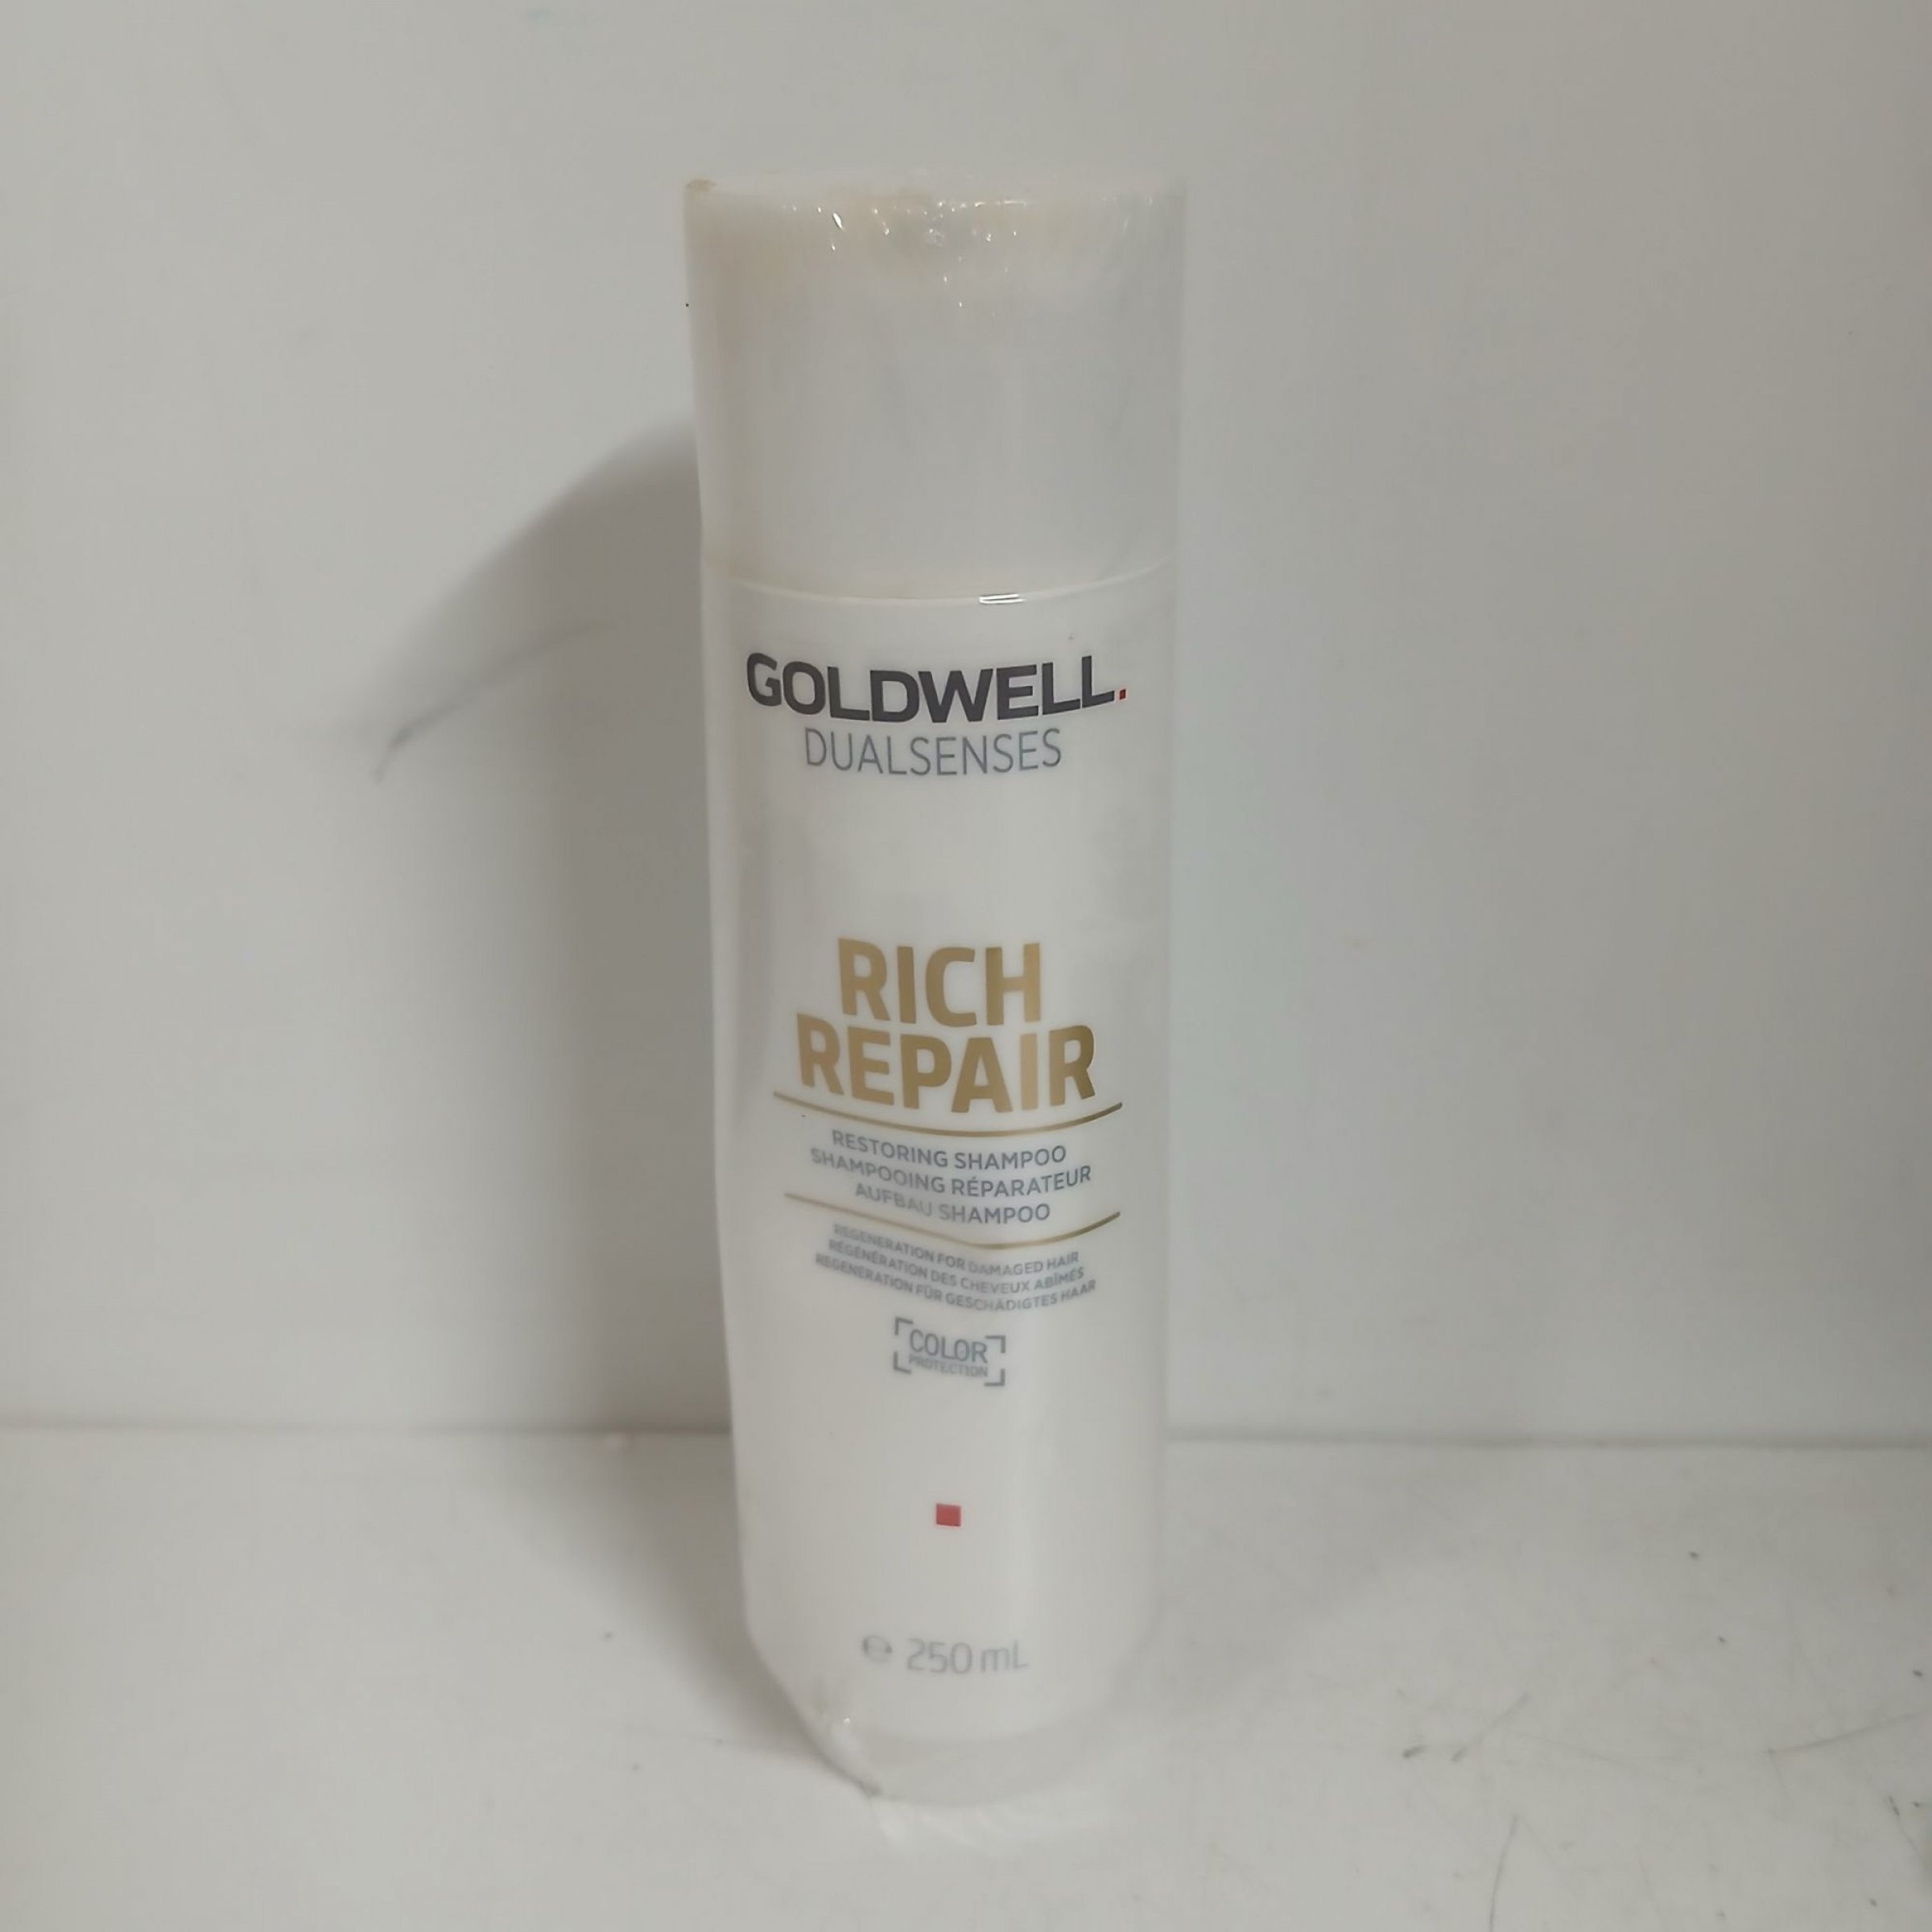 GOLDWELL.
DUALSENSES
RICH
REPAIR
RESTORING SHAMPOO
SHAMPOOING RÉPARATEUR
AUFBAU SHAMPOO
REGENERATION FOR DAMAGED HAIR
RÉGÉNÉRATION DES CHEVEUX ABÎMÉS
REGENERATION FÜR GESCHÄDIGTES HAAR
COLOR
PROTECTION
℮ 250 mL